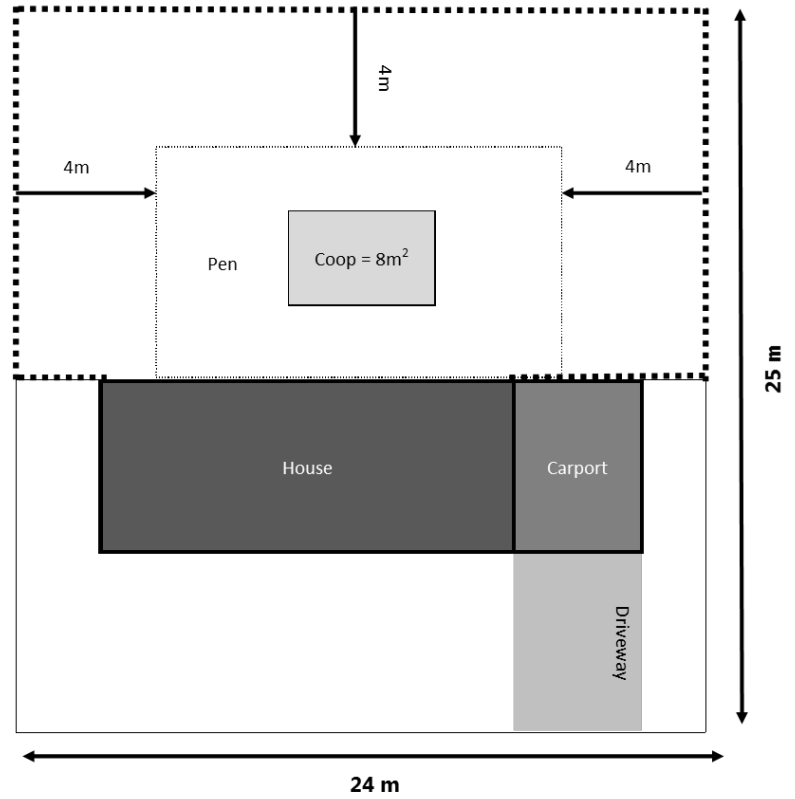 4m
4m
4m
Pen
Coop = 8m²
25 m
House
Carport
Driveway
24 m